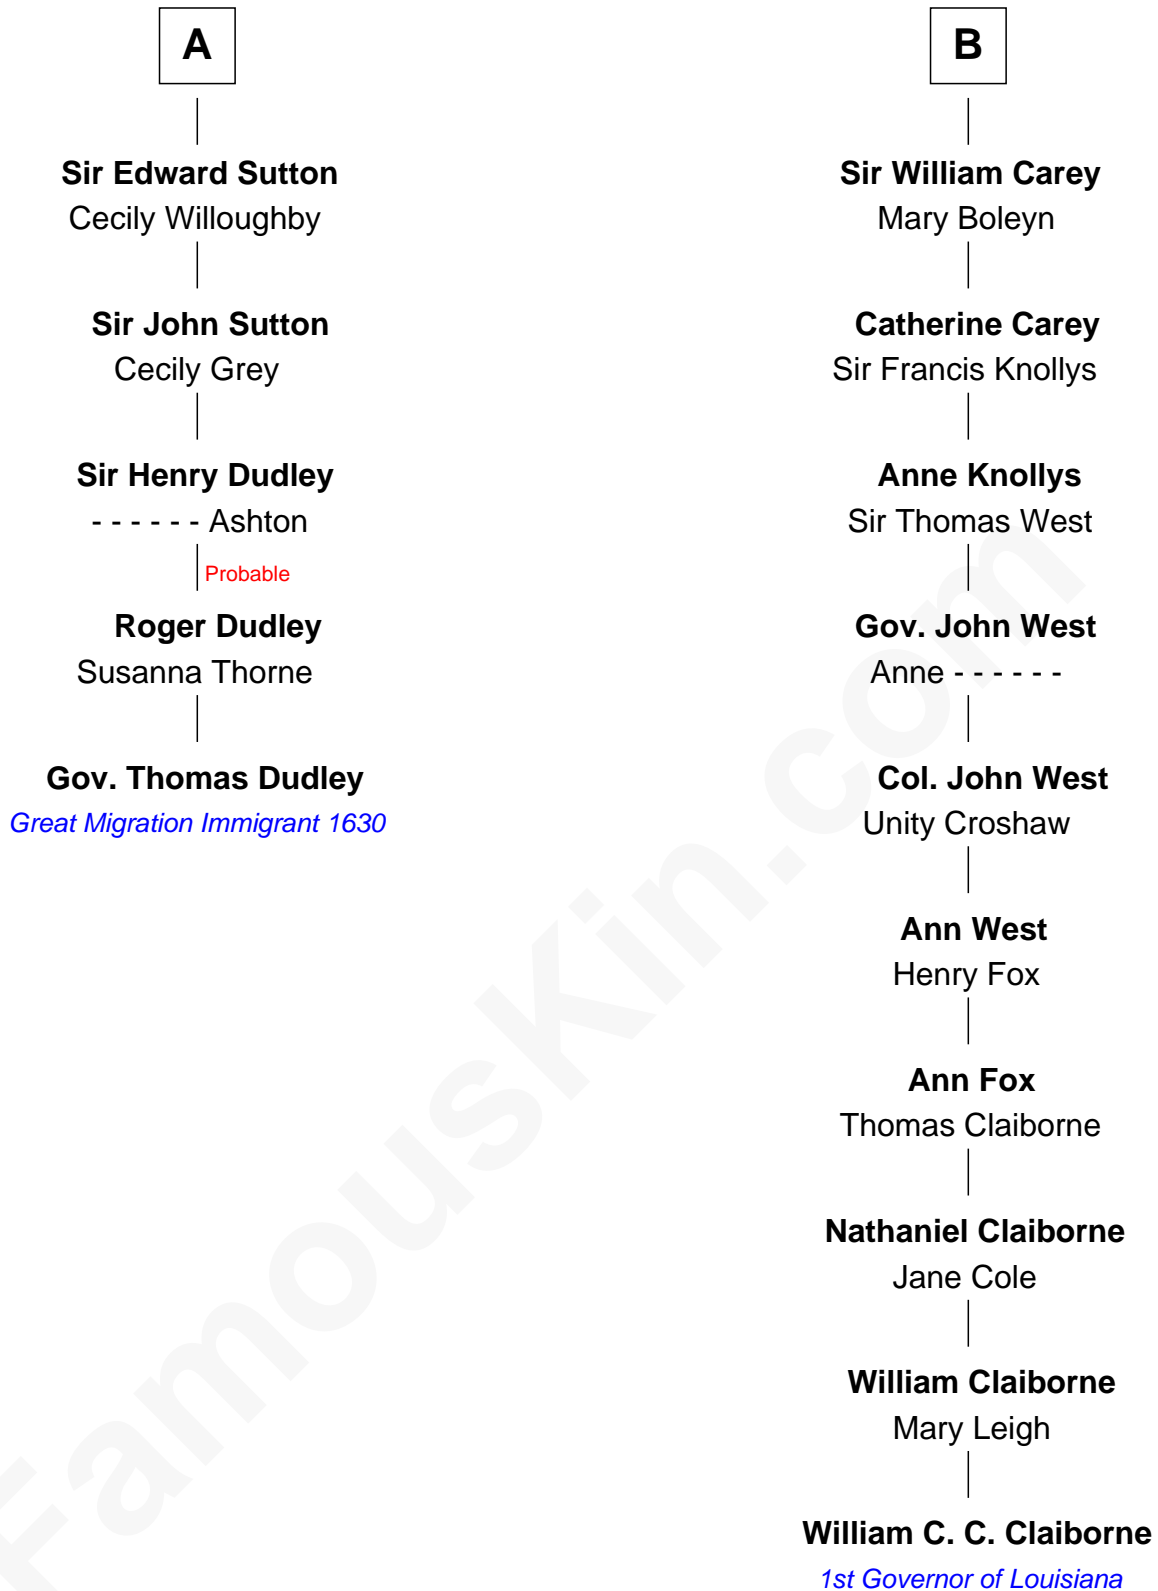 A
Sir Edward Sutton
Cecily Willoughby
Sir John Sutton
Cecily Grey
Sir Henry Dudley
- - - - - - Ashton
Probable
Roger Dudley
Susanna Thorne
Gov. Thomas Dudley
Great Migration Immigrant 1630
B
Sir William Carey
Mary Boleyn
Catherine Carey
Sir Francis Knollys
Anne Knollys
Sir Thomas West
Gov. John West
Anne - - - - - -
Col. John West
Unity Croshaw
Ann West
Henry Fox
Ann Fox
Thomas Claiborne
Nathaniel Claiborne
Jane Cole
William Claiborne
Mary Leigh
William C. C. Claiborne
1st Governor of Louisiana
FamousKin.com